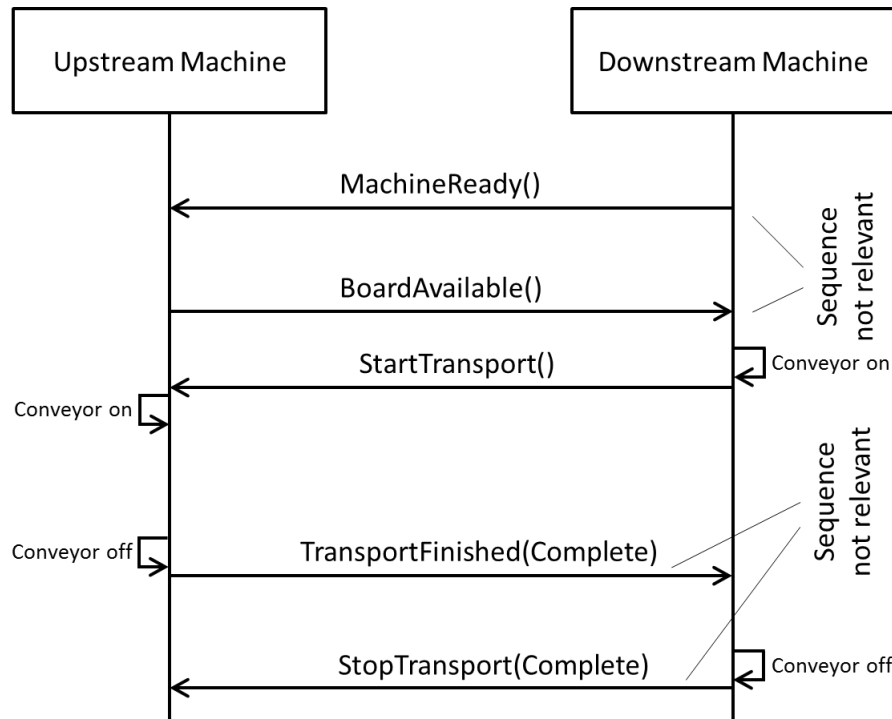 Upstream Machine
Downstream Machine
MachineReady()
Sequence
not relevant
BoardAvailable()
Conveyor on
StartTransport()
Conveyor on
Sequence
not relevant
Conveyor off
TransportFinished(Complete)
StopTransport(Complete)
Conveyor off